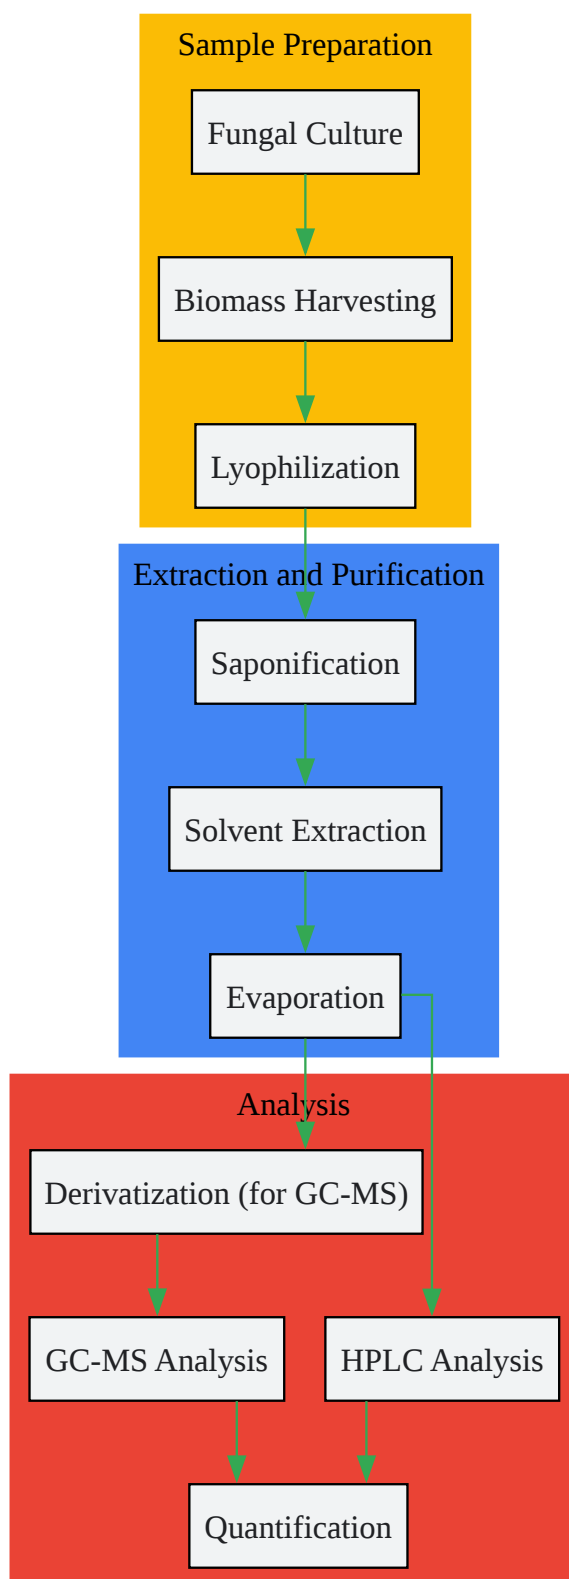 Sample Preparation
Fungal Culture
Biomass Harvesting
Lyophilization
Extraction and Purification
Saponification
Solvent Extraction
Evaporation
Analysis
Derivatization (for GC-MS)
GC-MS Analysis
HPLC Analysis
Quantification